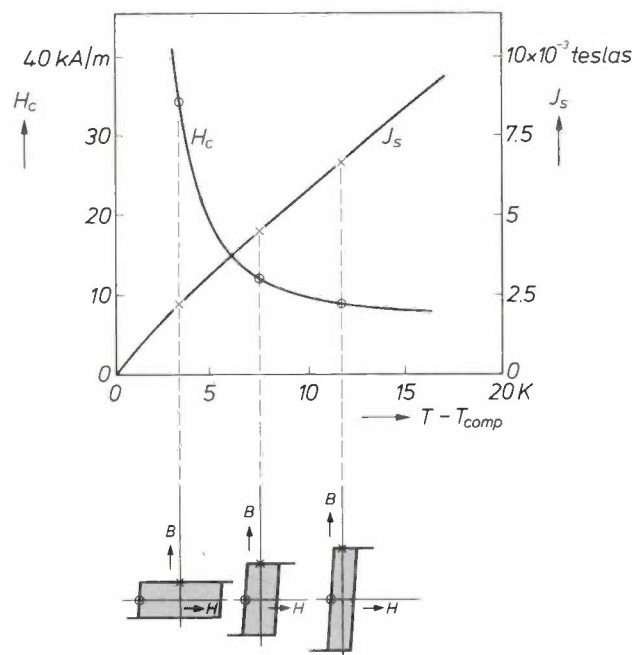 40 kA/m
H_c
30
20
10
0
10×10⁻³ teslas
J_s
7.5
5
2.5
0
H_c
J_s
0 5 10 15 20 K
T − T_comp
B B B
H H H